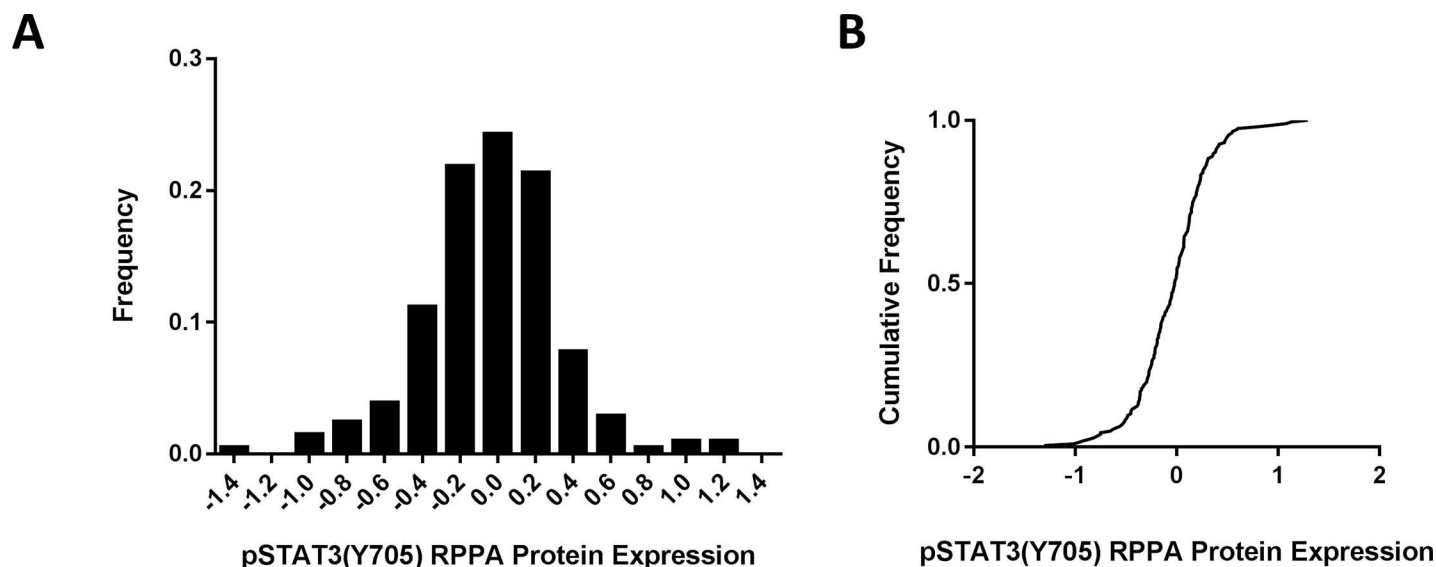 A
B
0.3
0.2
0.1
0.0
Frequency
-1.4 -1.2 -1.0 -0.8 -0.6 -0.4 -0.2 0.0 0.2 0.4 0.6 0.8 1.0 1.2 1.4
pSTAT3(Y705) RPPA Protein Expression
1.0
0.5
0.0
Cumulative Frequency
-2 -1 0 1 2
pSTAT3(Y705) RPPA Protein Expression